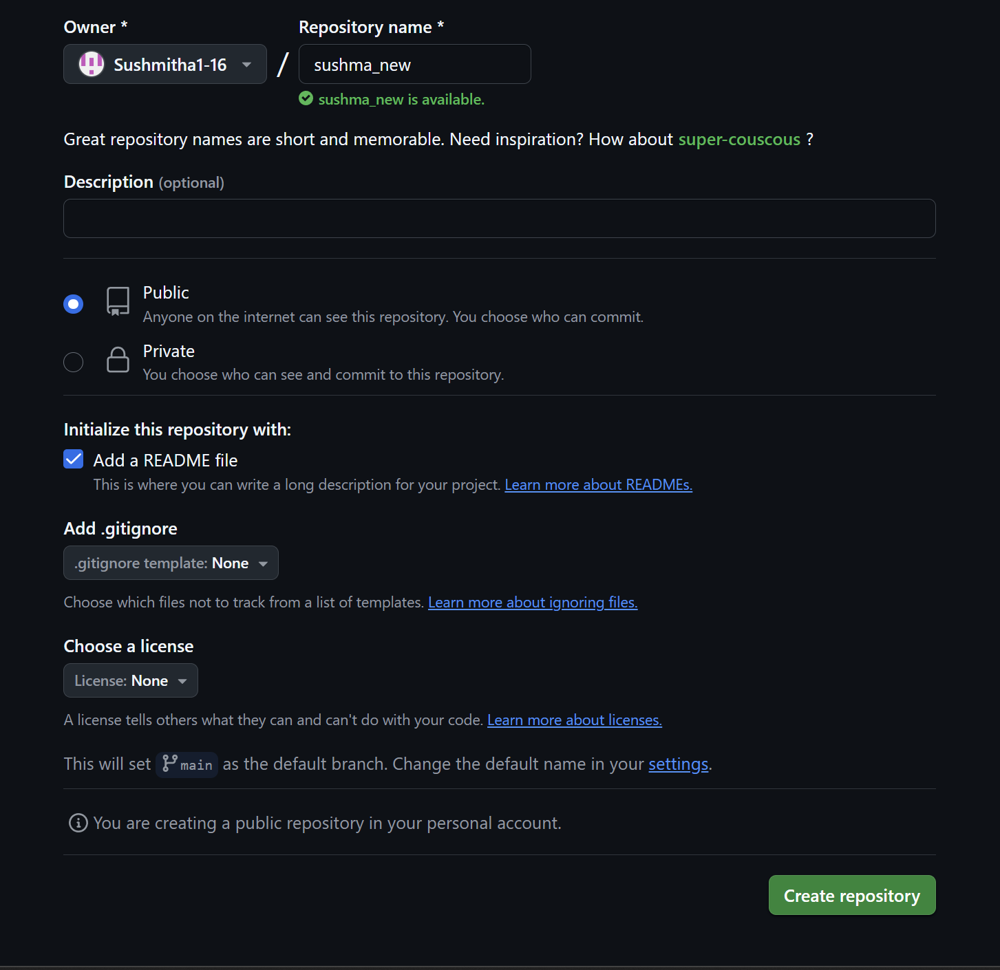 Owner * Repository name *
Sushmitha1-16 / sushma_new
sushma_new is available.
Great repository names are short and memorable. Need inspiration? How about super-couscous ?
Description (optional)
Public
Anyone on the internet can see this repository. You choose who can commit.
Private
You choose who can see and commit to this repository.
Initialize this repository with:
Add a README file
This is where you can write a long description for your project. Learn more about READMEs.
Add .gitignore
.gitignore template: None
Choose which files not to track from a list of templates. Learn more about ignoring files.
Choose a license
License: None
A license tells others what they can and can't do with your code. Learn more about licenses.
This will set main as the default branch. Change the default name in your settings.
You are creating a public repository in your personal account.
Create repository